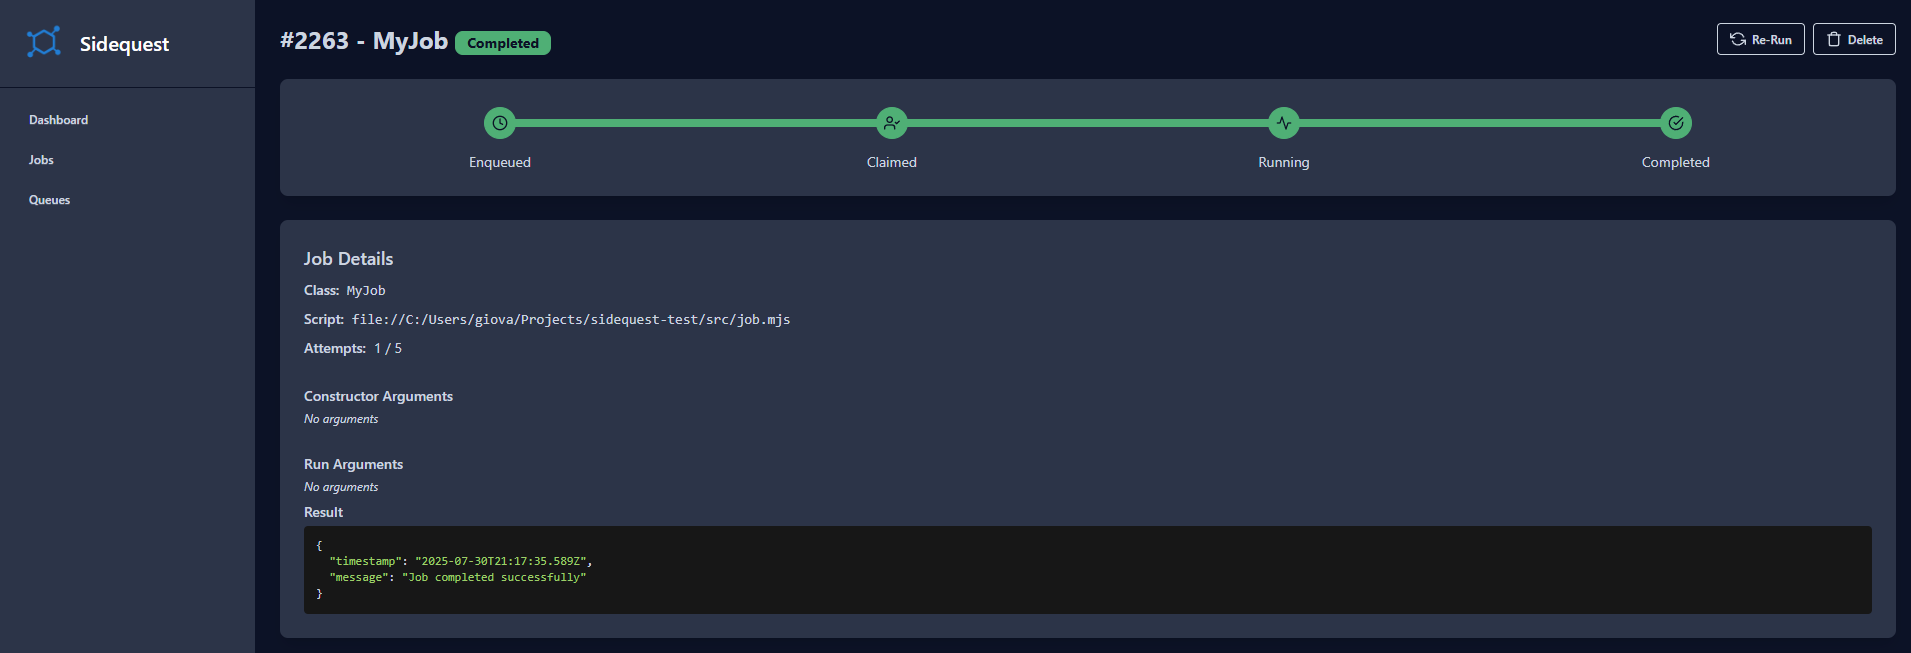 Sidequest
Dashboard
Jobs
Queues
#2263 - MyJob Completed
Re-Run Delete
Enqueued Claimed Running Completed
Job Details
Class: MyJob
Script: file://C:/Users/giova/Projects/sidequest-test/src/job.mjs
Attempts: 1 / 5
Constructor Arguments
No arguments
Run Arguments
No arguments
Result
{
  "timestamp": "2025-07-30T21:17:35.589Z",
  "message": "Job completed successfully"
}